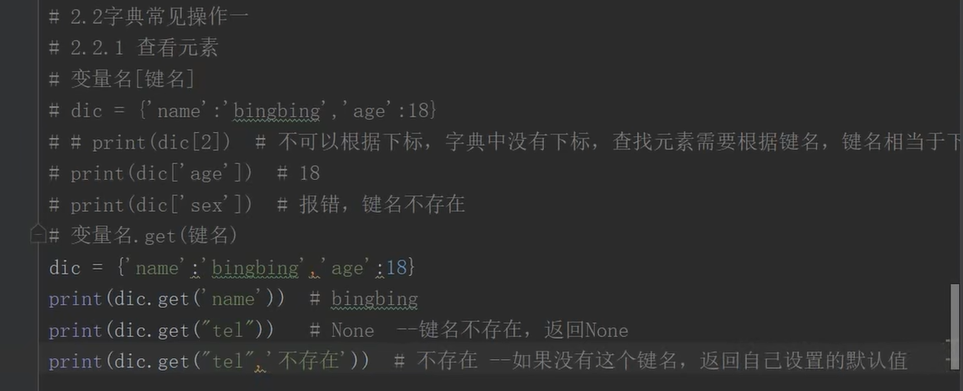 # 2.2字典常见操作一
# 2.2.1 查看元素
# 变量名[键名]
# dic = {'name':'bingbing','age':18}
# # print(dic[2])  # 不可以根据下标，字典中没有下标，查找元素需要根据键名，键名相当于下
# print(dic['age'])  # 18
# print(dic['sex'])  # 报错，键名不存在
# 变量名.get(键名)
dic = {'name':'bingbing','age':18}
print(dic.get('name'))  # bingbing
print(dic.get("tel"))   # None  --键名不存在，返回None
print(dic.get("tel",'不存在'))  # 不存在 --如果没有这个键名，返回自己设置的默认值